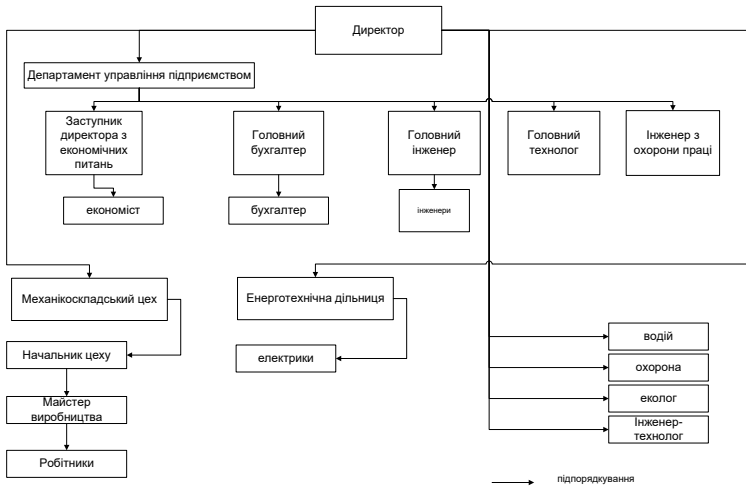 Директор
Департамент управління підприємством
Заступник
директора з
економічних
питань
Головний
бухгалтер
Головний
інженер
Головний
технолог
Інженер з
охорони праці
економіст
бухгалтер
інженери
Механікоскладський цех
Енерготехнічна дільниця
Начальник цеху
електрики
водій
охорона
еколог
Інженер-
технолог
Майстер
виробництва
Робітники
підпорядкування